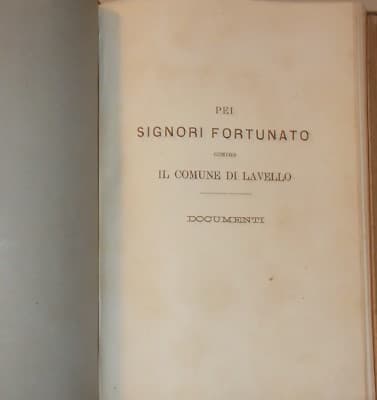 PEI
SIGNORI FORTUNATO
CONTRO
IL COMUNE DI LAVELLO
DOCUMENTI